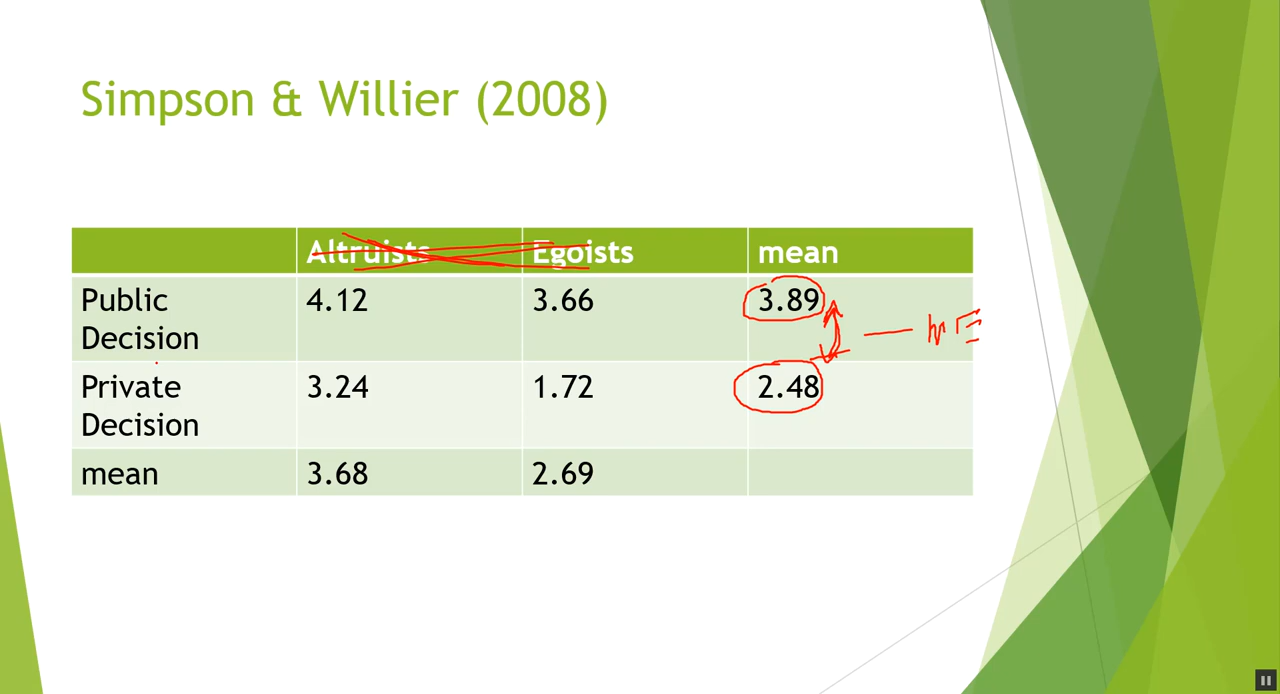 Simpson & Willier (2008)
Altruists Egoists mean
Public Decision 4.12 3.66 3.89
Private Decision 3.24 1.72 2.48
mean 3.68 2.69